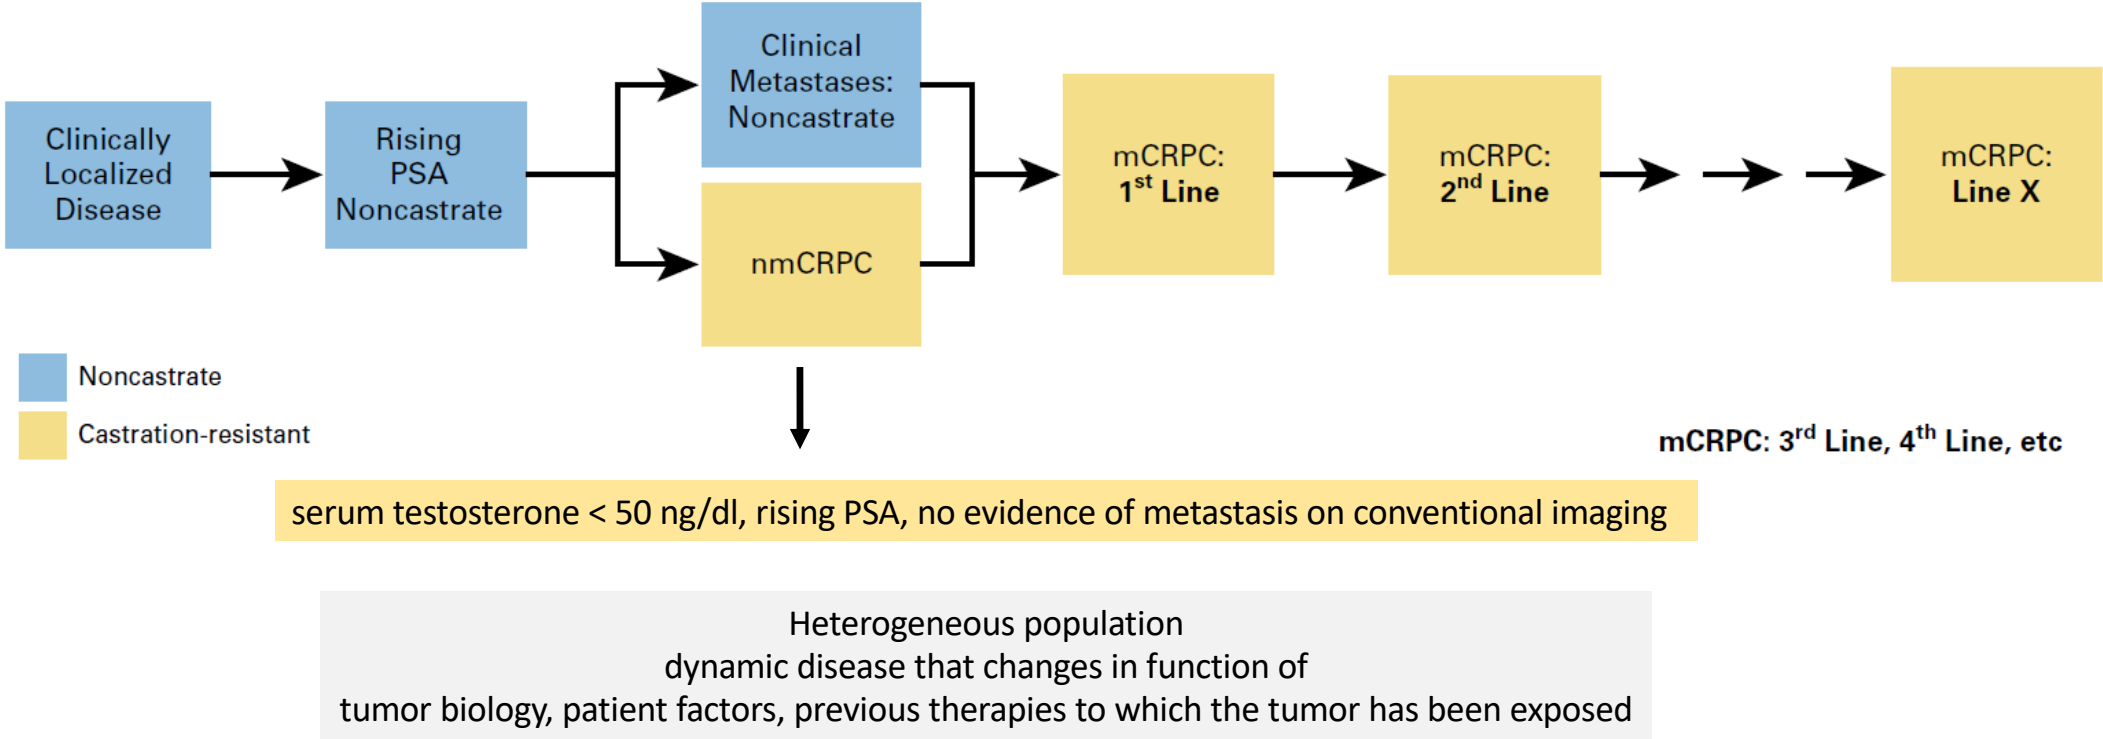 Clinically
Localized
Disease
Rising
PSA
Noncastrate
Clinical
Metastases:
Noncastrate
nmCRPC
mCRPC:
1st Line
mCRPC:
2nd Line
mCRPC:
Line X
Noncastrate
Castration-resistant
mCRPC: 3rd Line, 4th Line, etc
serum testosterone < 50 ng/dl, rising PSA, no evidence of metastasis on conventional imaging
Heterogeneous population
dynamic disease that changes in function of
tumor biology, patient factors, previous therapies to which the tumor has been exposed